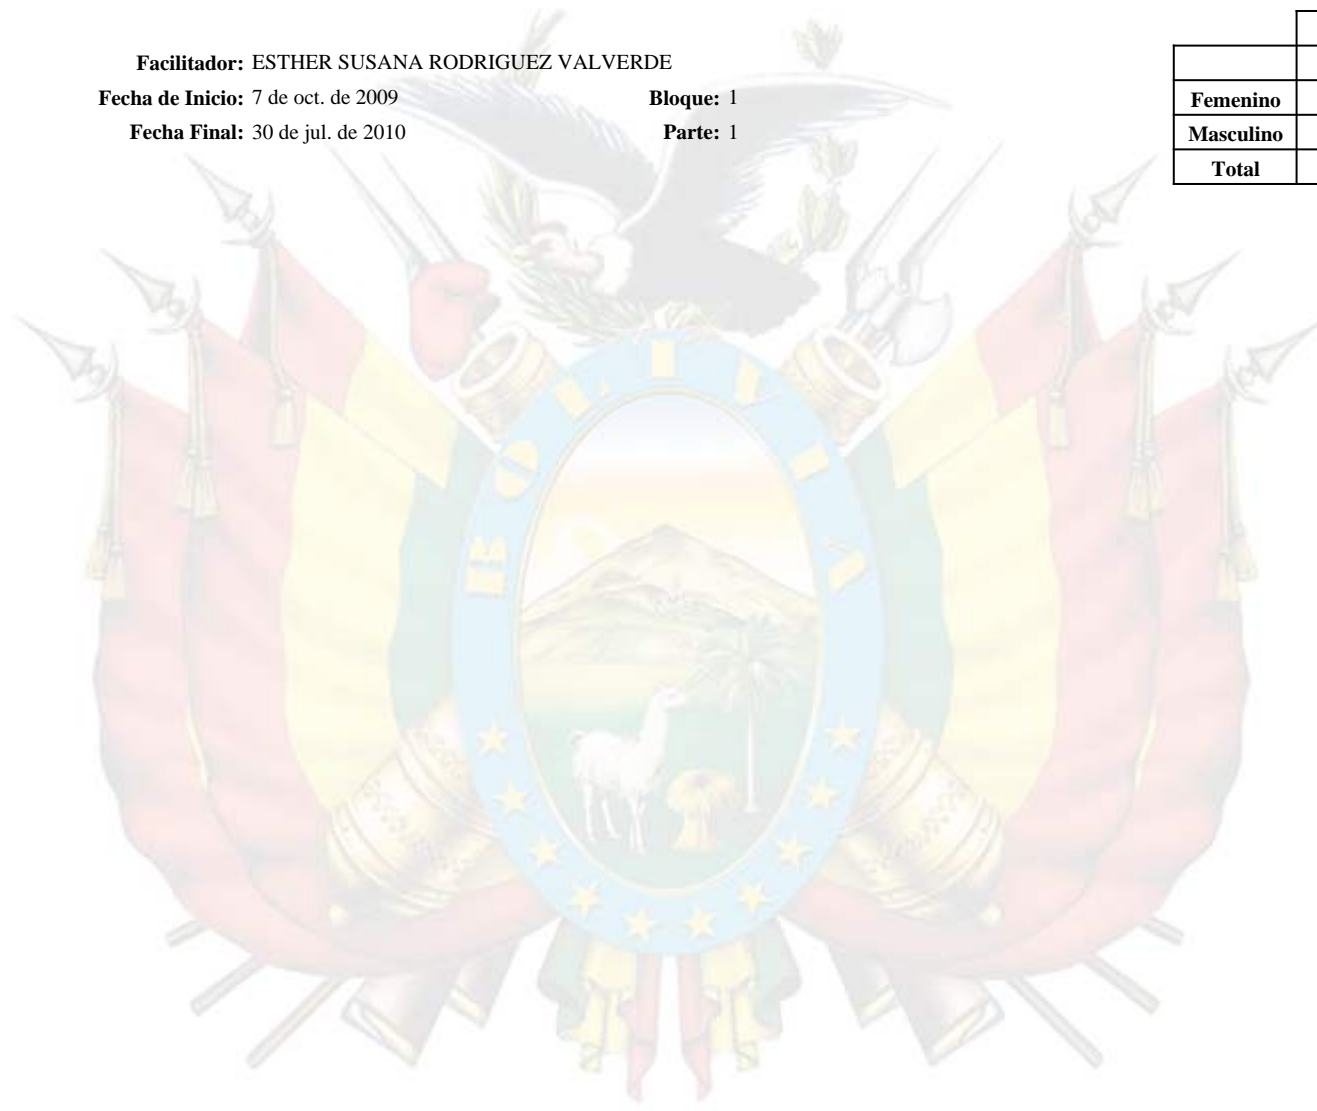 Facilitador: ESTHER SUSANA RODRIGUEZ VALVERDE
Fecha de Inicio: 7 de oct. de 2009 Bloque: 1
Fecha Final: 30 de jul. de 2010 Parte: 1
Femenino
Masculino
Total
BOLIVIA